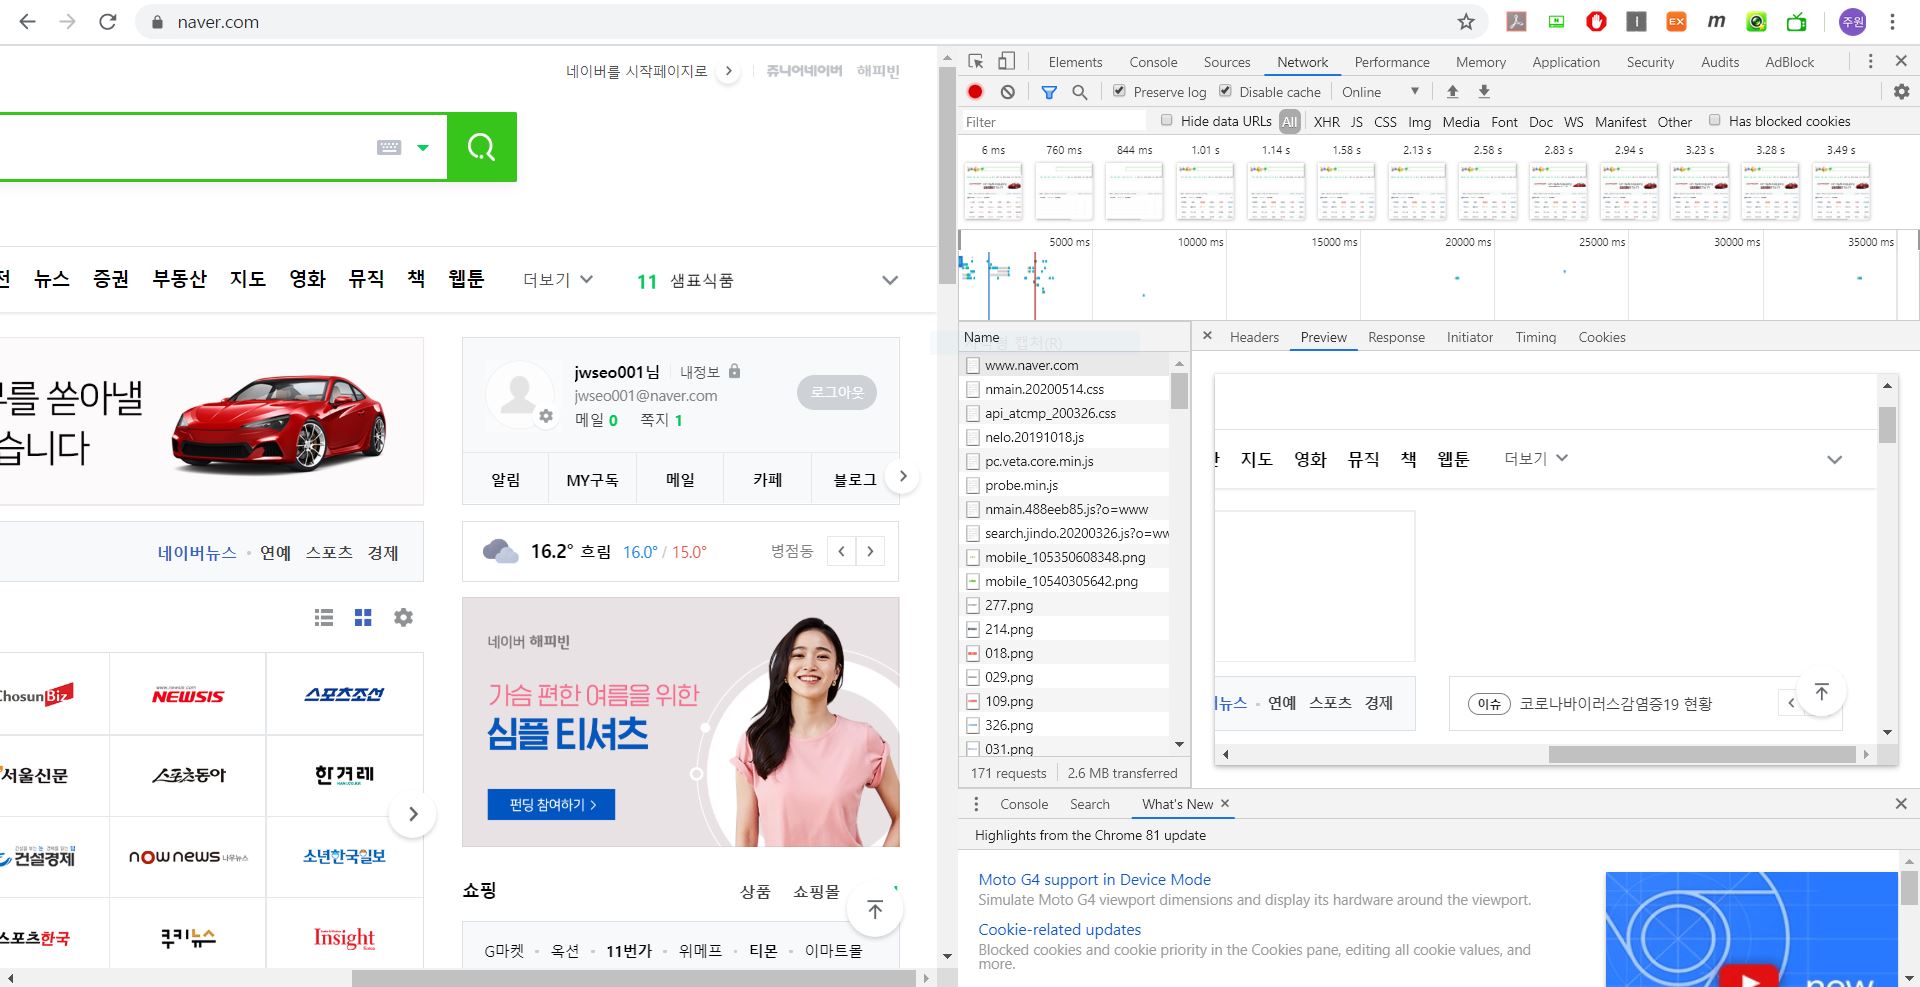 naver.com
주원
네이버를 시작페이지로
쥬니어네이버 해피빈
뉴스 증권 부동산 지도 영화 뮤직 책 웹툰 더보기 11 샘표식품
를 쏟아낼
습니다
jwseo001님 내정보
jwseo001@naver.com
로그아웃
메일 0 쪽지 1
알림 MY구독 메일 카페 블로그
네이버뉴스 연예 스포츠 경제
16.2° 흐림 16.0° / 15.0° 병점동
ChosunBiz
www.newsis.com
NEWSIS
스포츠조선
서울신문
스포츠동아
한겨레
건설경제
nownews 나우뉴스
소년한국일보
스포츠한국
쿠키뉴스
Insight
네이버 해피빈
가슴 편한 여름을 위한
심플 티셔츠
펀딩 참여하기 >
쇼핑 상품 쇼핑몰
G마켓 옥션 11번가 위메프 티몬 이마트몰
Elements Console Sources Network Performance Memory Application Security Audits AdBlock
Preserve log Disable cache Online
Filter Hide data URLs All XHR JS CSS Img Media Font Doc WS Manifest Other Has blocked cookies
6 ms 760 ms 844 ms 1.01 s 1.14 s 1.58 s 2.13 s 2.58 s 2.83 s 2.94 s 3.23 s 3.28 s 3.49 s
5000 ms 10000 ms 15000 ms 20000 ms 25000 ms 30000 ms 35000 ms
Name
캡처(R)
www.naver.com
nmain.20200514.css
api_atcmp_200326.css
nelo.20191018.js
pc.veta.core.min.js
probe.min.js
nmain.488eeb85.js?o=www
search.jindo.20200326.js?o=ww
mobile_105350608348.png
mobile_10540305642.png
277.png
214.png
018.png
029.png
109.png
326.png
031.png
171 requests 2.6 MB transferred
Headers Preview Response Initiator Timing Cookies
지도 영화 뮤직 책 웹툰 더보기
뉴스 연예 스포츠 경제
이슈 코로나바이러스감염증19 현황
Console Search What's New
Highlights from the Chrome 81 update
Moto G4 support in Device Mode
Simulate Moto G4 viewport dimensions and display its hardware around the viewport.
Cookie-related updates
Blocked cookies and cookie priority in the Cookies pane, editing all cookie values, and
more.
new